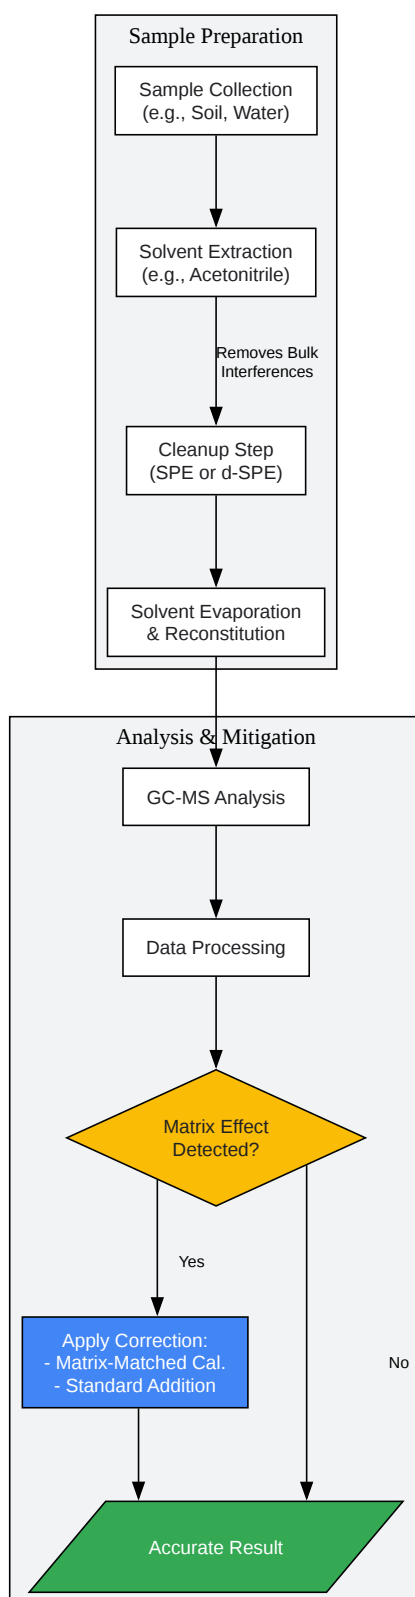 Sample Preparation
Sample Collection
(e.g., Soil, Water)
Solvent Extraction
(e.g., Acetonitrile)
Removes Bulk
Interferences
Cleanup Step
(SPE or d-SPE)
Solvent Evaporation
& Reconstitution
Analysis & Mitigation
GC-MS Analysis
Data Processing
Matrix Effect
Detected?
Yes
Apply Correction:
- Matrix-Matched Cal.
- Standard Addition
No
Accurate Result